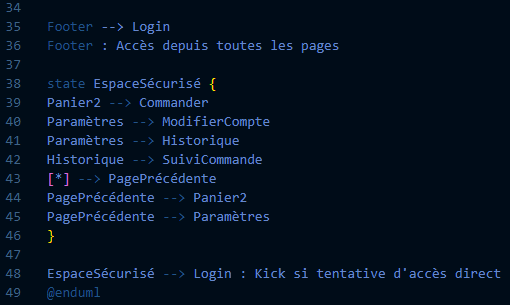 34
35 Footer --> Login
36 Footer : Accès depuis toutes les pages
37
38 state EspaceSécurisé {
39 Panier2 --> Commander
40 Paramètres --> ModifierCompte
41 Paramètres --> Historique
42 Historique --> SuiviCommande
43 [*] --> PagePrécédente
44 PagePrécédente --> Panier2
45 PagePrécédente --> Paramètres
46 }
47
48 EspaceSécurisé --> Login : Kick si tentative d'accès direct
49 @enduml